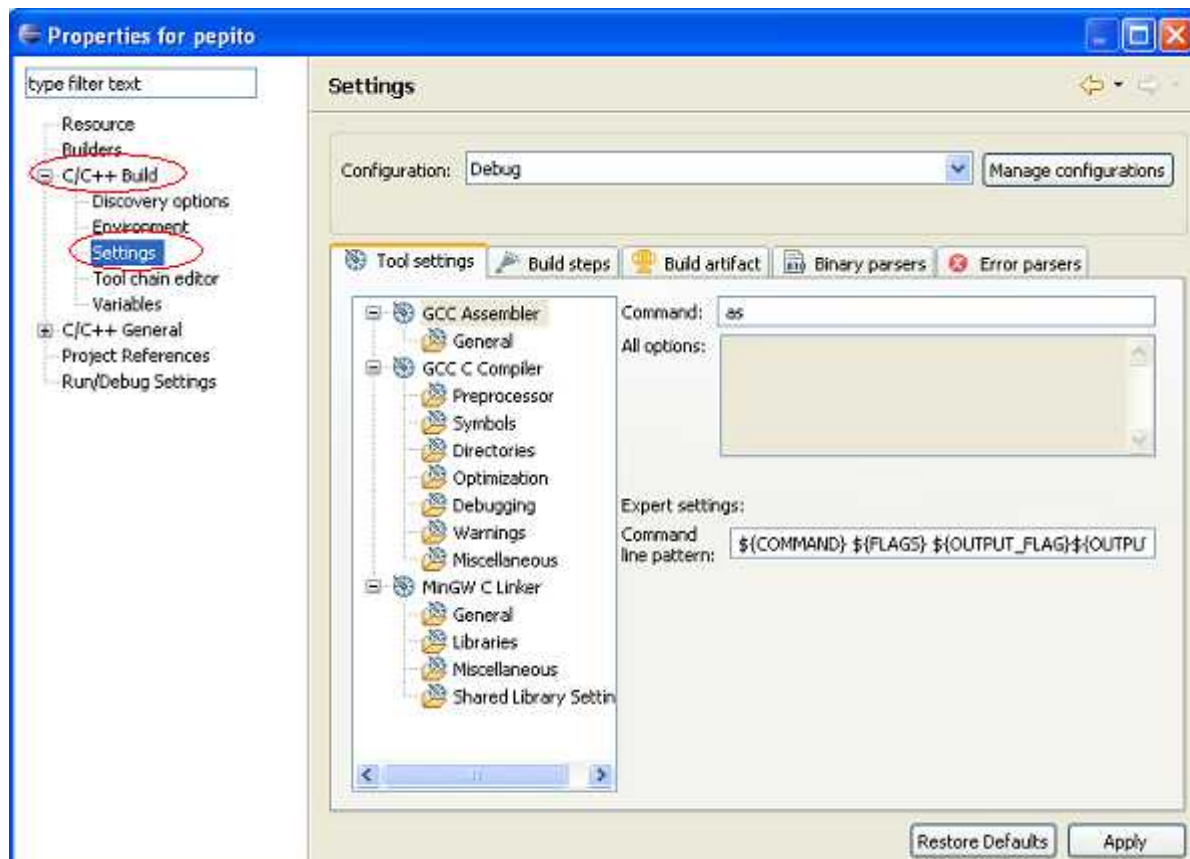 Properties for pepito
type filter text
Resource
Builders
C/C++ Build
Discovery options
Environment
Settings
Tool chain editor
Variables
C/C++ General
Project References
Run/Debug Settings
Settings
Configuration: Debug Manage configurations
Tool settings Build steps Build artifact Binary parsers Error parsers
GCC Assembler
General
GCC C Compiler
Preprocessor
Symbols
Directories
Optimization
Debugging
Warnings
Miscellaneous
MinGW C Linker
General
Libraries
Miscellaneous
Shared Library Settin
Command: as
All options:
Expert settings:
Command
line pattern: ${COMMAND} ${FLAGS} ${OUTPUT_FLAG}${OUTPU
Restore Defaults Apply